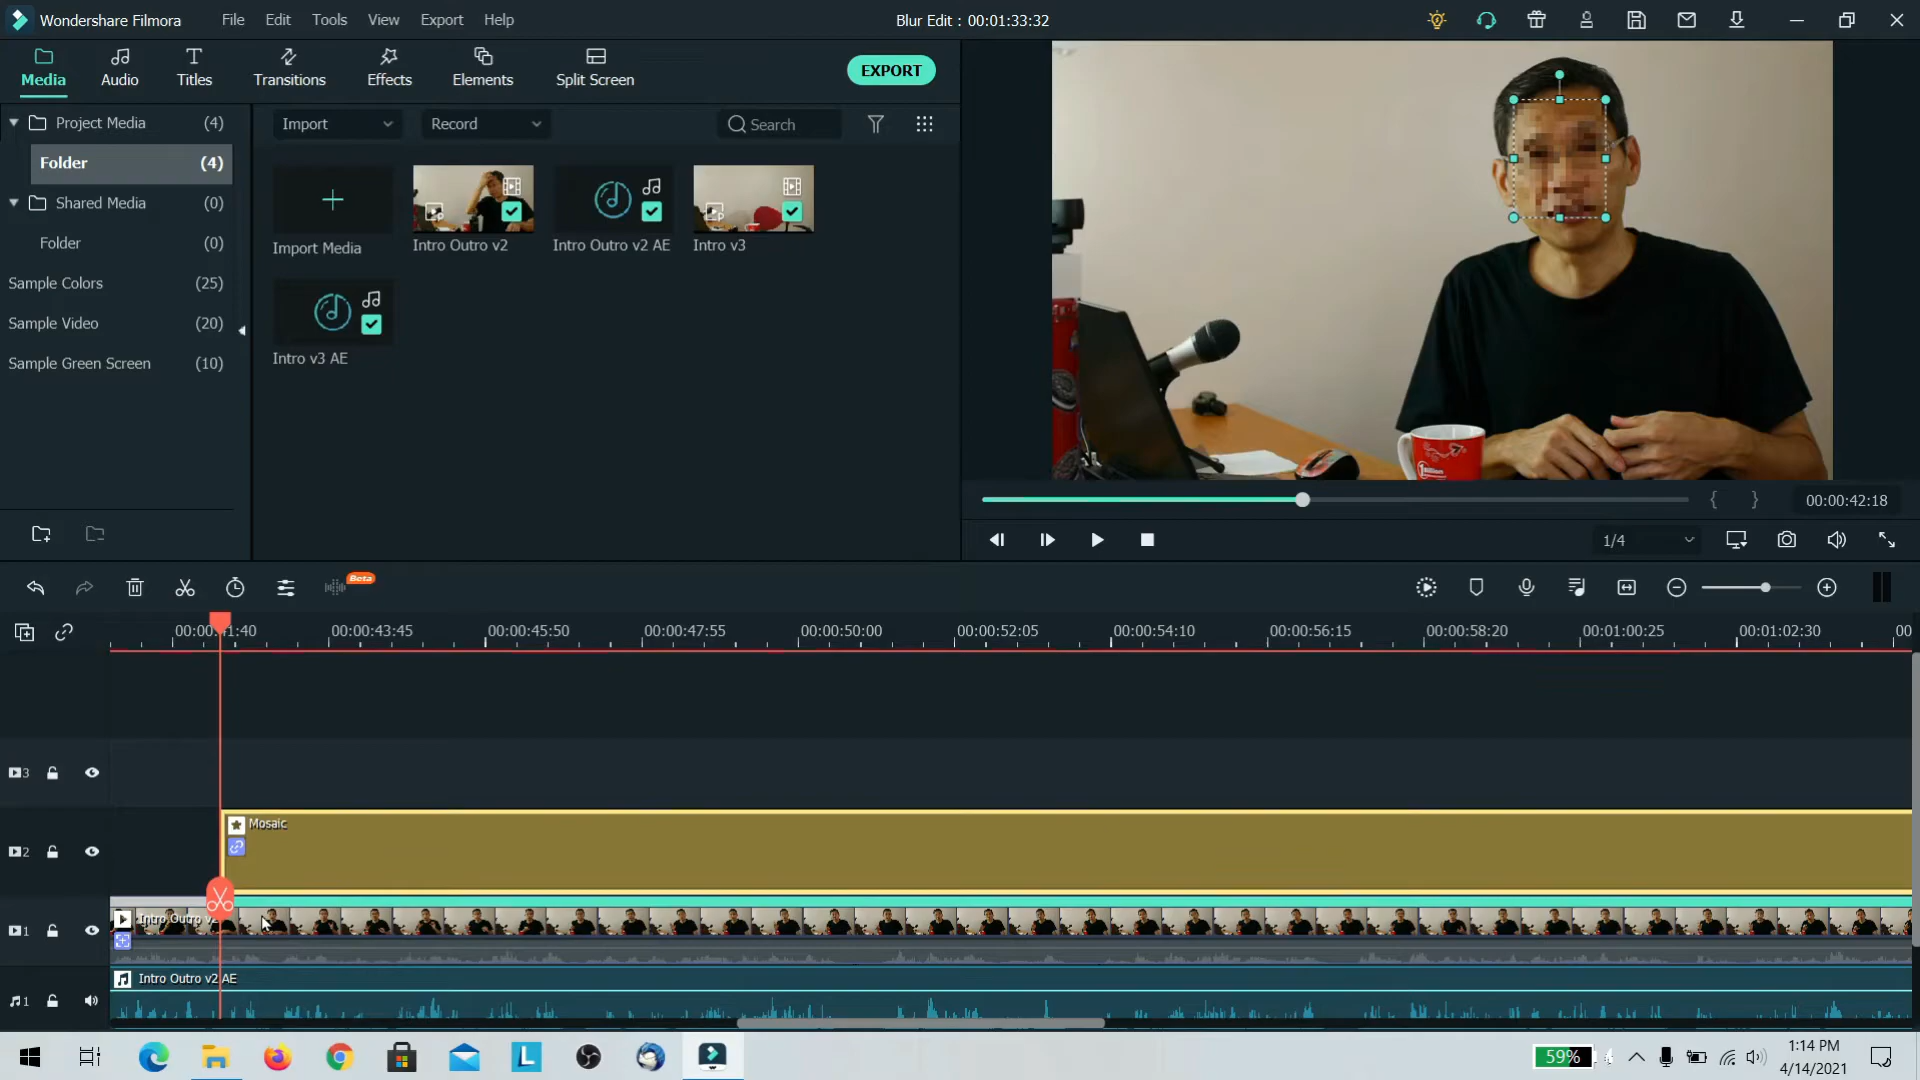 Wondershare Filmora
File Edit Tools View Export Help
Blur Edit : 00:01:33:32
Media Audio Titles Transitions Effects Elements Split Screen
EXPORT
Project Media (4)
Folder (4)
Shared Media (0)
Folder (0)
Sample Colors (25)
Sample Video (20)
Sample Green Screen (10)
Import Record Search
Import Media Intro Outro v2 Intro Outro v2 AE Intro v3
Intro v3 AE
00:00:42:18
1/4
Beta
00:00:43:45 00:00:45:50 00:00:47:55 00:00:50:00 00:00:52:05 00:00:54:10 00:00:56:15 00:00:58:20 00:01:00:25 00:01:02:30 00
3
2
Mosaic
1
Intro Outro v2
1
Intro Outro v2 AE
59%
1:14 PM
4/14/2021